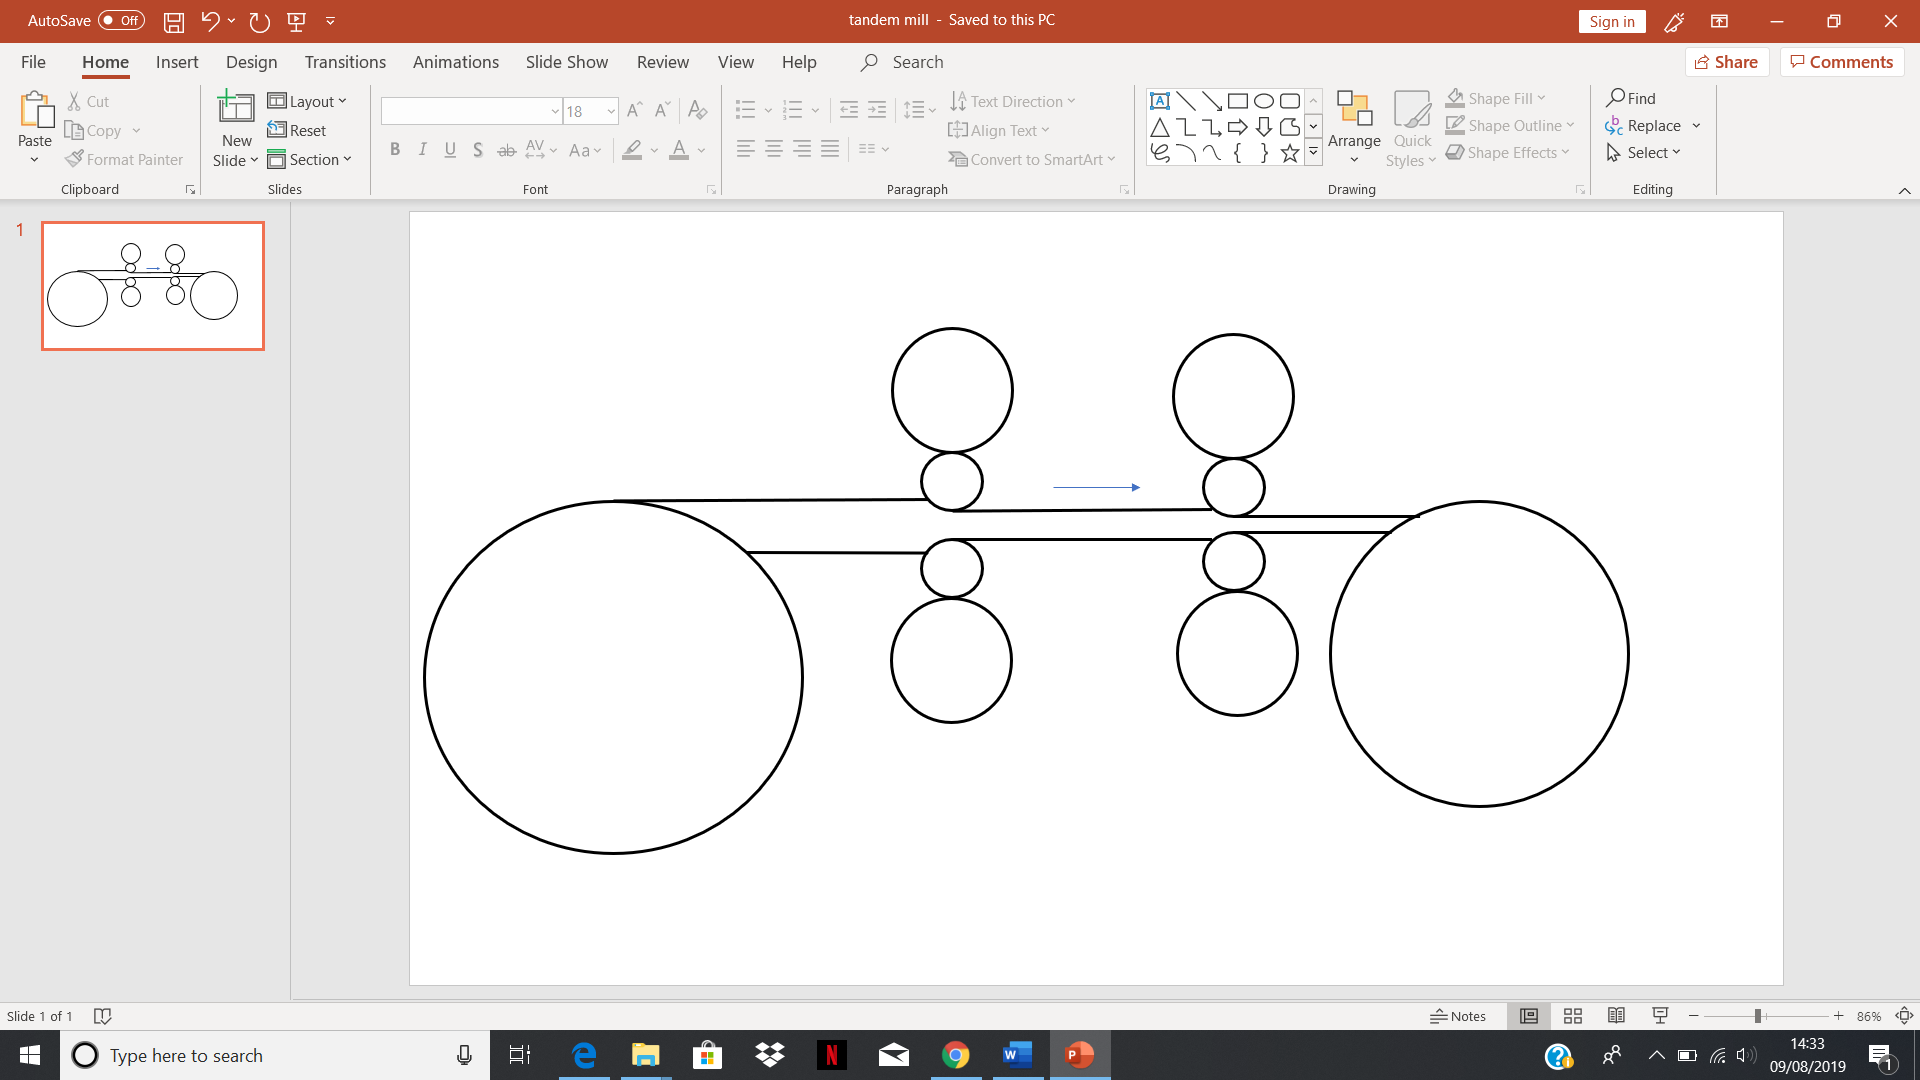 AutoSave Off
tandem mill - Saved to this PC
Sign in
File Home Insert Design Transitions Animations Slide Show Review View Help Search
Share Comments
Paste
Cut
Copy
Format Painter
Clipboard
New
Slide
Layout
Reset
Section
Slides
18
B I U S ab AV Aa A
Font
Text Direction
Align Text
Convert to SmartArt
Paragraph
A
Arrange
Quick
Styles
Shape Fill
Shape Outline
Shape Effects
Drawing
Find
Replace
Select
Editing
1
Slide 1 of 1
Notes
86%
Type here to search
14:33
09/08/2019
1